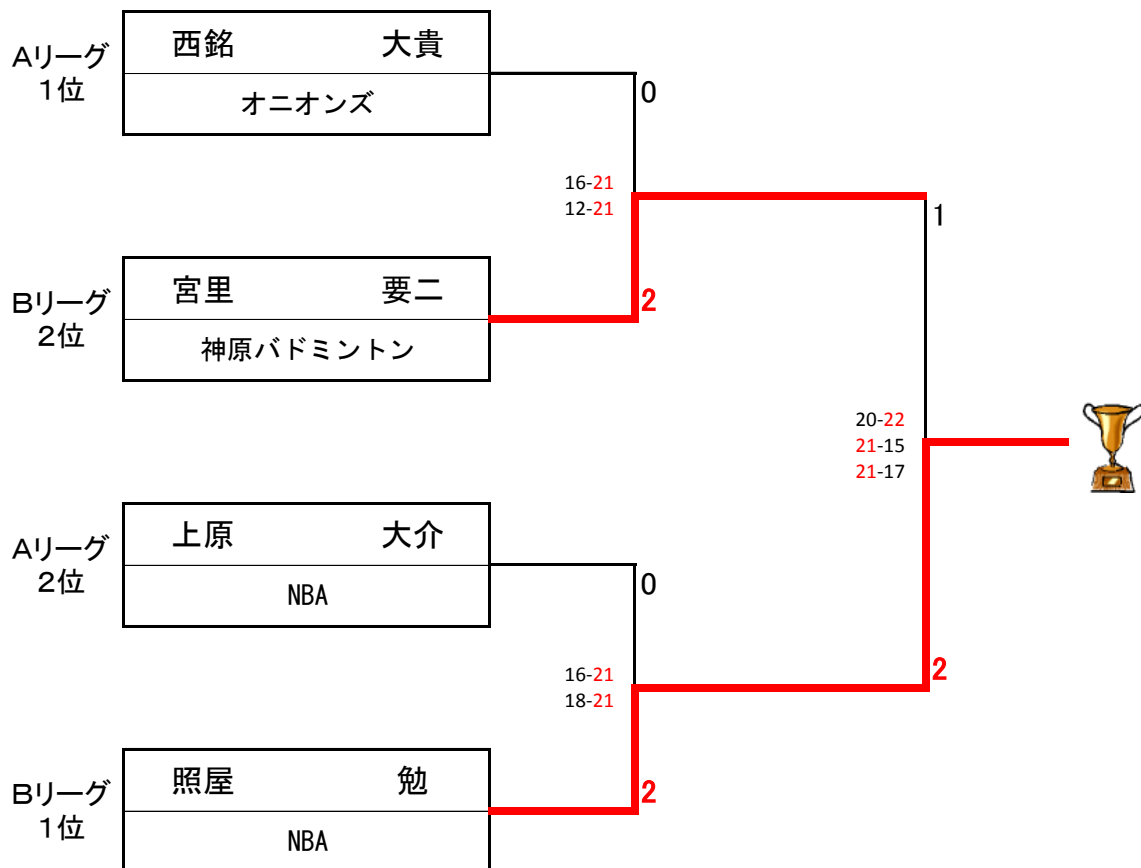 Aリーグ
1位
西銘 大貴
オニオンズ
0
16-21
12-21
1
Bリーグ
2位
宮里 要二
神原バドミントン
2
20-22
21-15
21-17
Aリーグ
2位
上原 大介
NBA
0
16-21
18-21
2
Bリーグ
1位
照屋 勉
NBA
2